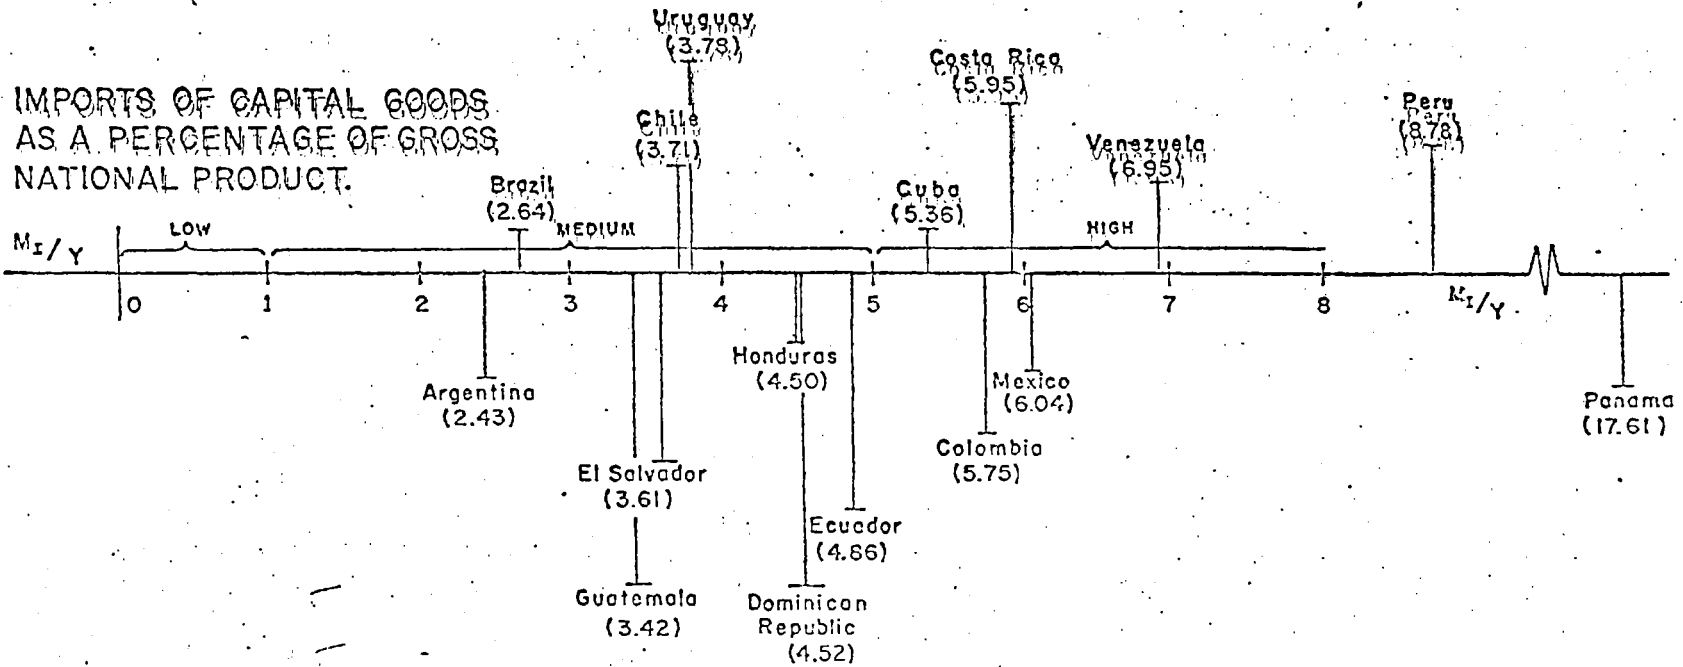 IMPORTS OF CAPITAL GOODS
AS A PERCENTAGE OF GROSS
NATIONAL PRODUCT.
Uruguay
(3.78)
Chile
(3.71)
Brazil
(2.64)
Costa Rica
(5.95)
Cuba
(5.36)
Venezuela
(6.95)
Peru
(8.78)
MI/Y
LOW
MEDIUM
HIGH
0 1 2 3 4 5 6 7 8
MI/Y
Argentina
(2.43)
El Salvador
(3.61)
Guatemala
(3.42)
Honduras
(4.50)
Dominican
Republic
(4.52)
Ecuador
(4.86)
Colombia
(5.75)
Mexico
(6.04)
Panama
(17.61)